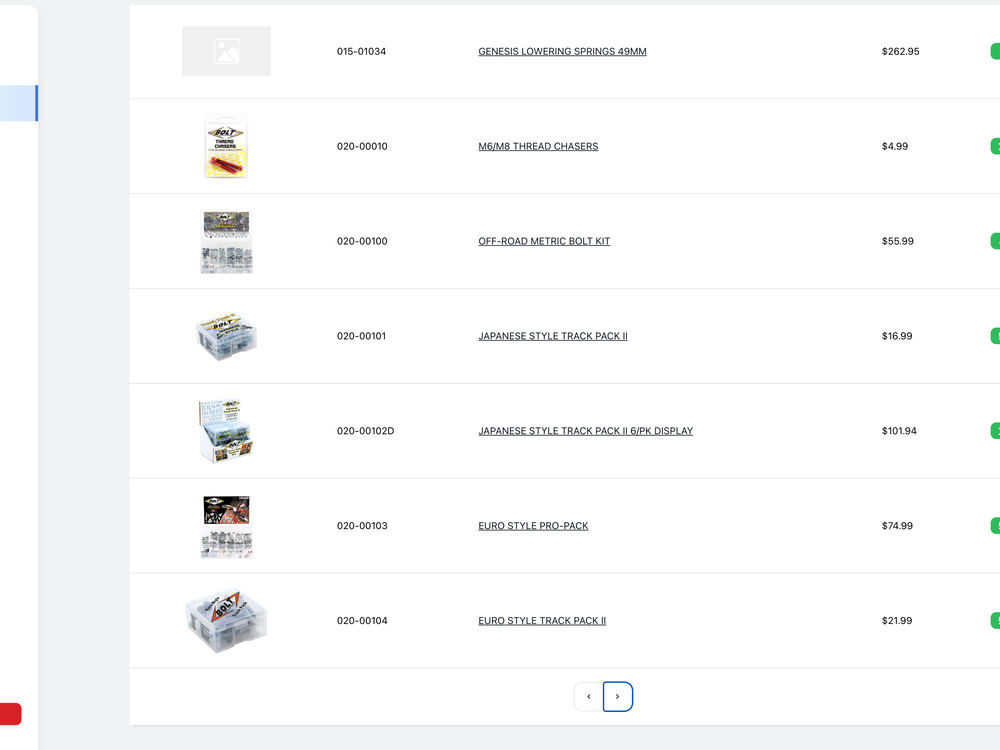 015-01034 GENESIS LOWERING SPRINGS 49MM $262.95
BOLT
THREAD
CHASERS
020-00010 M6/M8 THREAD CHASERS $4.99
020-00100 OFF-ROAD METRIC BOLT KIT $55.99
BOLT
020-00101 JAPANESE STYLE TRACK PACK II $16.99
020-00102D JAPANESE STYLE TRACK PACK II 6/PK DISPLAY $101.94
020-00103 EURO STYLE PRO-PACK $74.99
BOLT
020-00104 EURO STYLE TRACK PACK II $21.99
‹ ›